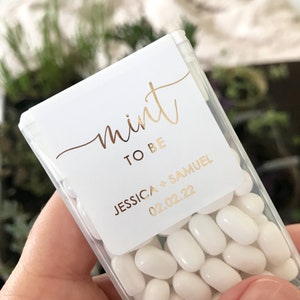 mint
TO BE
JESSICA + SAMUEL
02.02.22